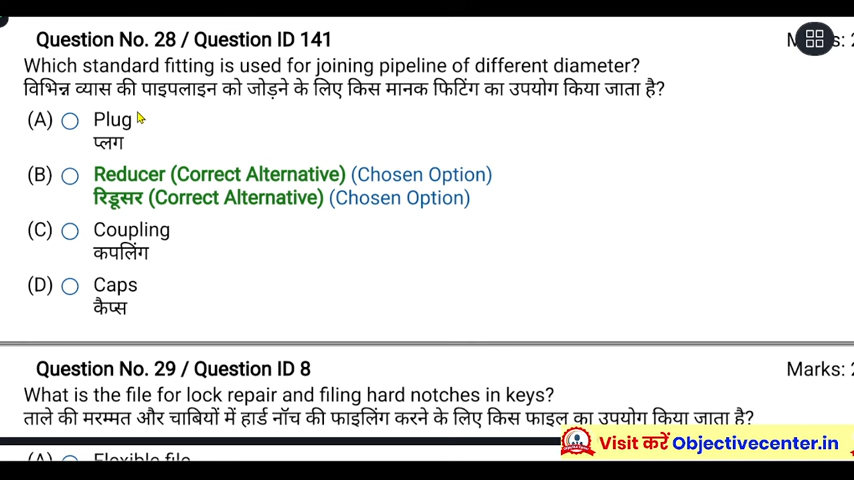 Question No. 28 / Question ID 141
Which standard fitting is used for joining pipeline of different diameter?
विभिन्न व्यास की पाइपलाइन को जोड़ने के लिए किस मानक फिटिंग का उपयोग किया जाता है?
(A) Plug
प्लग
(B) Reducer (Correct Alternative) (Chosen Option)
रिडूसर (Correct Alternative) (Chosen Option)
(C) Coupling
कपलिंग
(D) Caps
कैप्स
Question No. 29 / Question ID 8
Marks:
What is the file for lock repair and filing hard notches in keys?
ताले की मरम्मत और चाबियों में हार्ड नॉच की फाइलिंग करने के लिए किस फाइल का उपयोग किया जाता है?
Visit करें Objectivecenter.in
(A) Flexible file